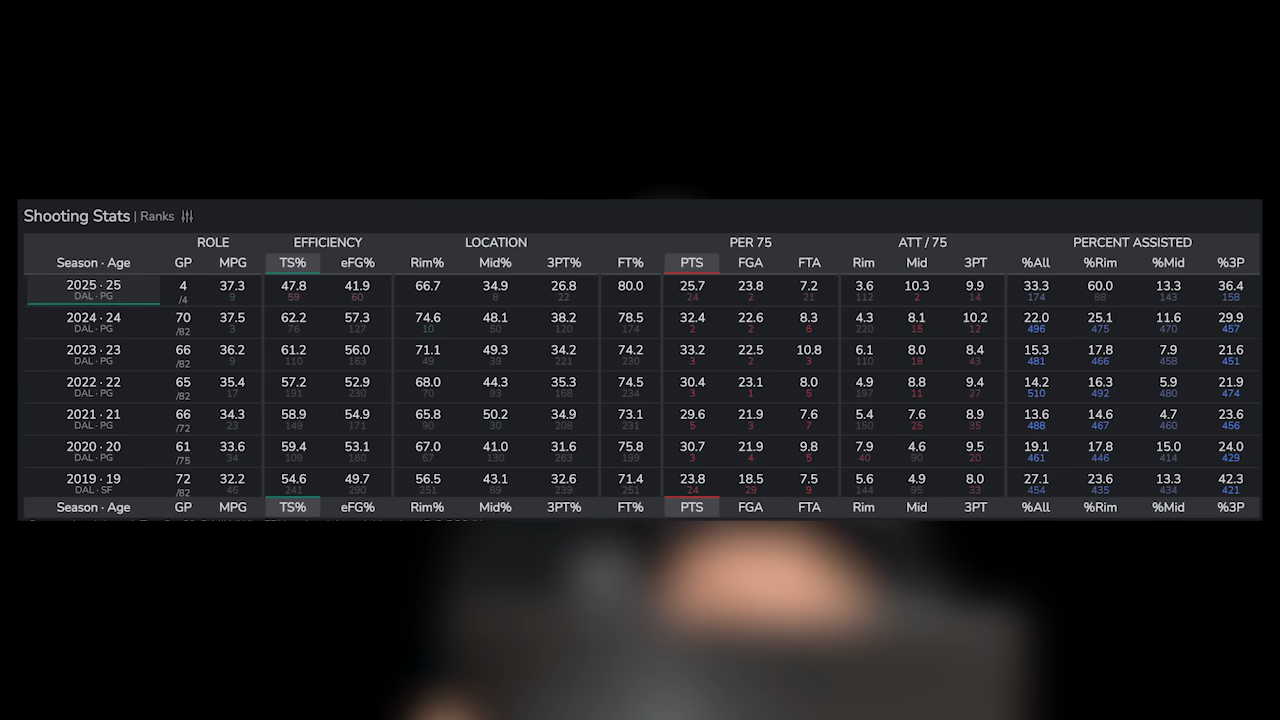 Shooting Stats | Ranks
ROLE EFFICIENCY LOCATION PER 75 ATT / 75 PERCENT ASSISTED
Season · Age GP MPG TS% eFG% Rim% Mid% 3PT% FT% PTS FGA FTA Rim Mid 3PT %All %Rim %Mid %3P
2025 · 25 4 37.3 47.8 41.9 66.7 34.9 26.8 80.0 25.7 23.8 7.2 3.6 10.3 9.9 33.3 60.0 13.3 36.4
DAL · PG /4 9 59 60 8 22 24 2 21 112 2 14 174 88 143 158
2024 · 24 70 37.5 62.2 57.3 74.6 48.1 38.2 78.5 32.4 22.6 8.3 4.3 8.1 10.2 22.0 25.1 11.6 29.9
DAL · PG /82 3 76 127 10 50 120 174 2 2 6 220 15 12 496 475 470 457
2023 · 23 66 36.2 61.2 56.0 71.1 49.3 34.2 74.2 33.2 22.5 10.8 6.1 8.0 8.4 15.3 17.8 7.9 21.6
DAL · PG /82 9 110 163 49 39 221 230 3 2 3 110 18 43 481 466 458 451
2022 · 22 65 35.4 57.2 52.9 68.0 44.3 35.3 74.5 30.4 23.1 8.0 4.9 8.8 9.4 14.2 16.3 5.9 21.9
DAL · PG /82 17 191 230 70 93 168 234 3 1 5 197 11 27 510 492 480 474
2021 · 21 66 34.3 58.9 54.9 65.8 50.2 34.9 73.1 29.6 21.9 7.6 5.4 7.6 8.9 13.6 14.6 4.7 23.6
DAL · PG /72 23 149 171 90 30 208 231 5 3 7 150 25 35 488 467 460 456
2020 · 20 61 33.6 59.4 53.1 67.0 41.0 31.6 75.8 30.7 21.9 9.8 7.9 4.6 9.5 19.1 17.8 15.0 24.0
DAL · PG /75 34 109 180 67 130 263 199 3 4 5 40 90 20 461 446 414 429
2019 · 19 72 32.2 54.6 49.7 56.5 43.1 32.6 71.4 23.8 18.5 7.5 5.6 4.9 8.0 27.1 23.6 13.3 42.3
DAL · SF /82 46 241 290 251 89 239 251 24 29 9 144 95 33 454 435 434 421
Season · Age GP MPG TS% eFG% Rim% Mid% 3PT% FT% PTS FGA FTA Rim Mid 3PT %All %Rim %Mid %3P